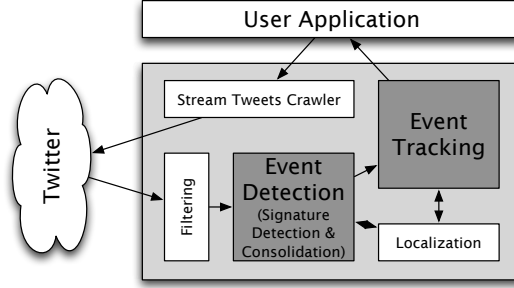 User Application
Stream Tweets Crawler
Twitter
Filtering
Event
Detection
(Signature
Detection &
Consolidation)
Event
Tracking
Localization